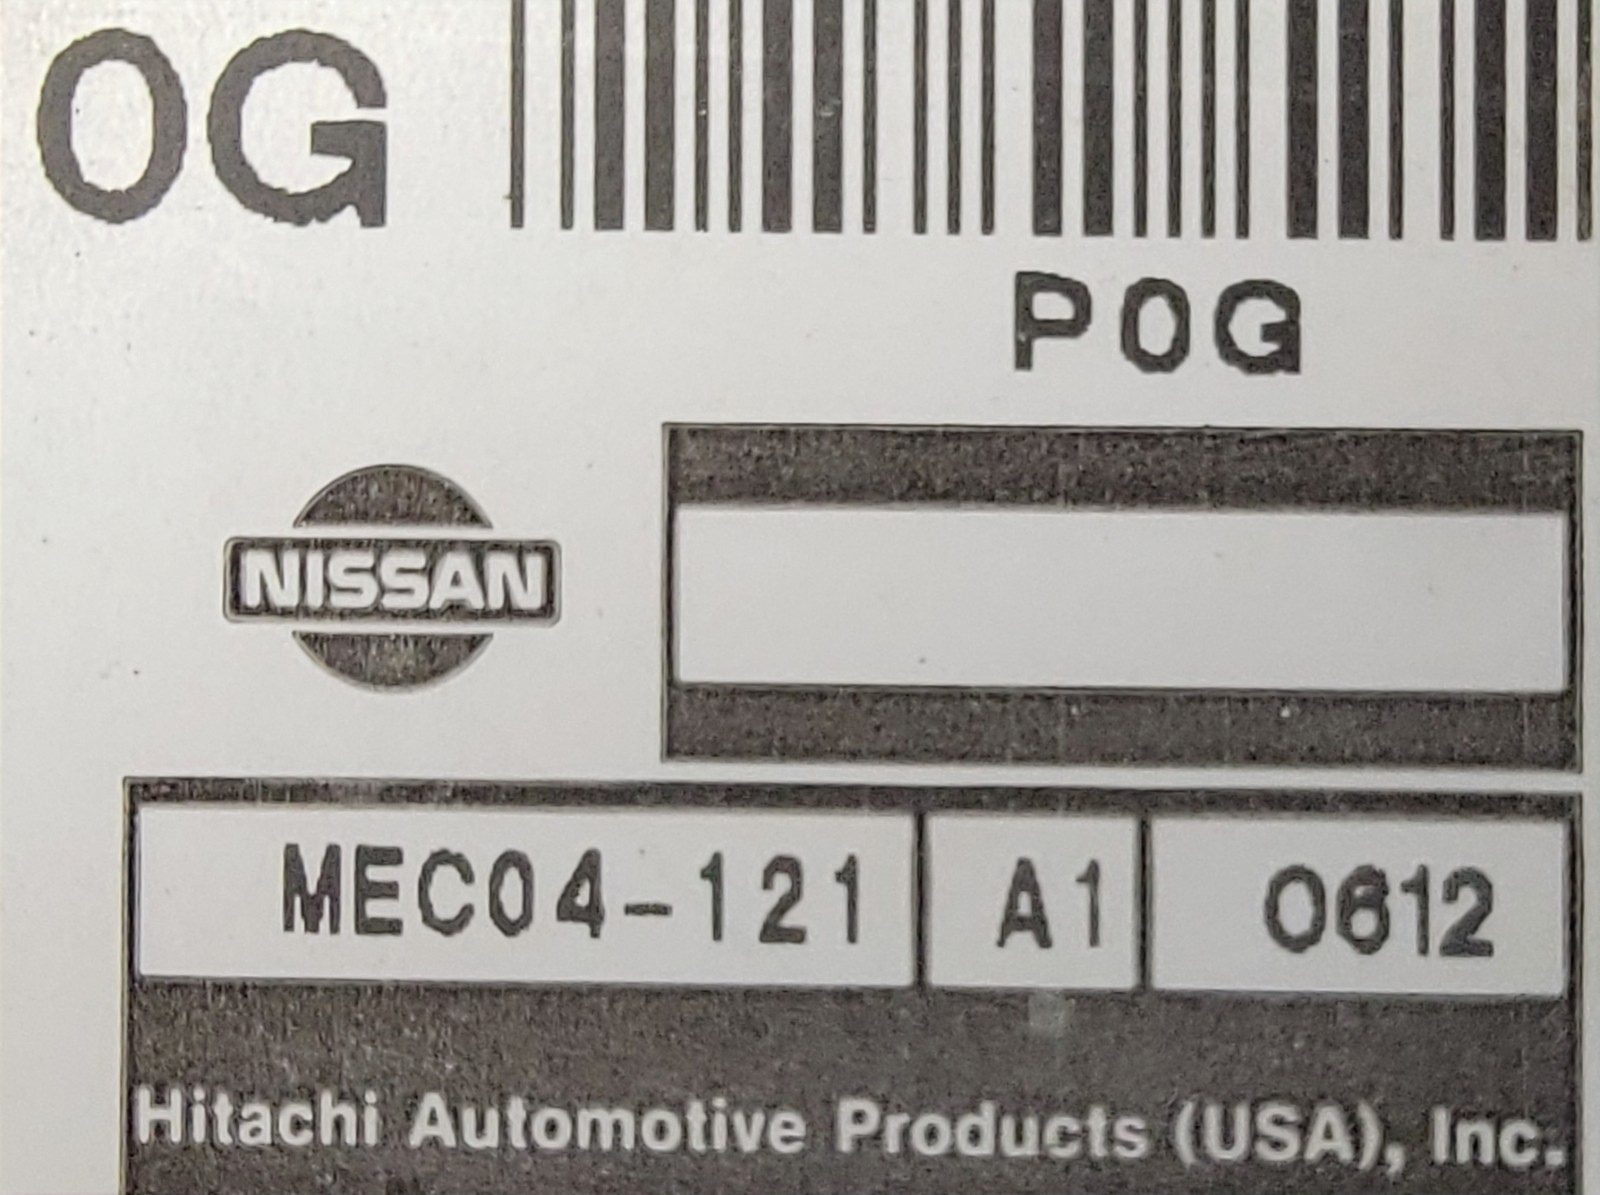 0G
P0G
NISSAN
MEC04-121 A1 0612
Hitachi Automotive Products (USA), Inc.